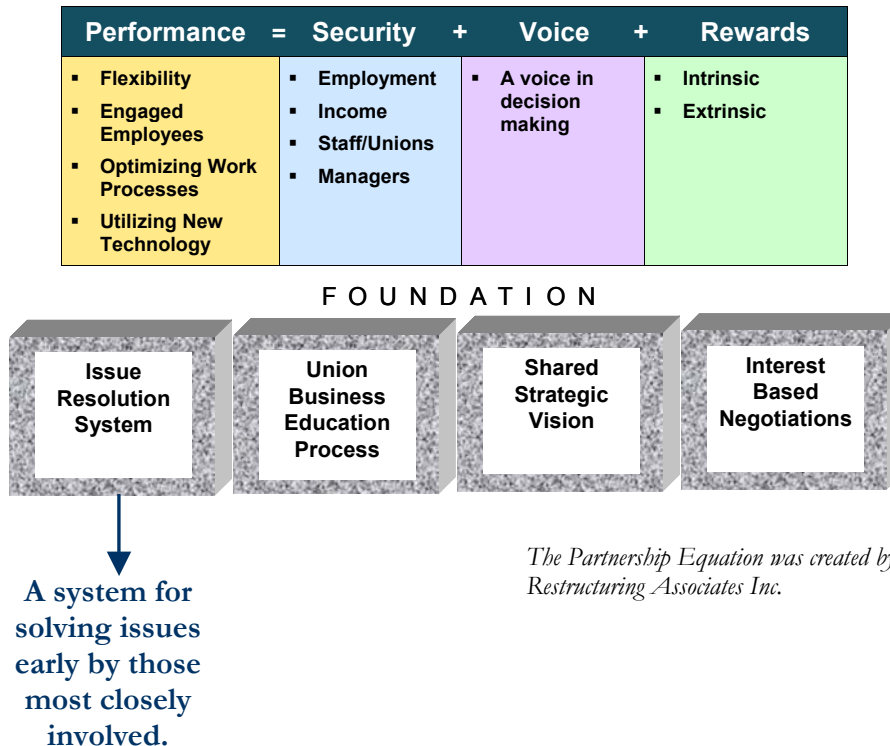 Performance = Security + Voice + Rewards
▪ Flexibility
▪ Engaged
Employees
▪ Optimizing Work
Processes
▪ Utilizing New
Technology
▪ Employment
▪ Income
▪ Staff/Unions
▪ Managers
▪ A voice in
decision
making
▪ Intrinsic
▪ Extrinsic
FOUNDATION
Issue
Resolution
System
Union
Business
Education
Process
Shared
Strategic
Vision
Interest
Based
Negotiations
A system for
solving issues
early by those
most closely
involved.
The Partnership Equation was created by
Restructuring Associates Inc.